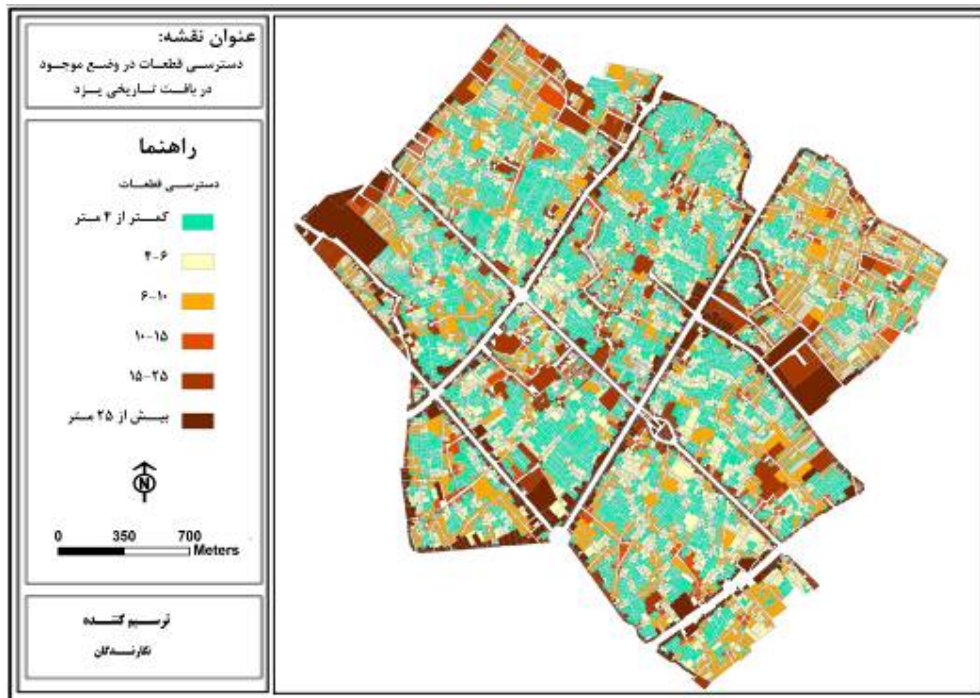 عنوان نقشه:
دسترسی قطعات در وضع موجود
در بافت تاریخی یزد
راهنما
دسترسی قطعات
کمتر از ۴ متر
۴-۶
۶-۱۰
۱۰-۱۵
۱۵-۲۵
بیش از ۲۵ متر
N
0 350 700
Meters
ترسیم کننده
نگارندگان